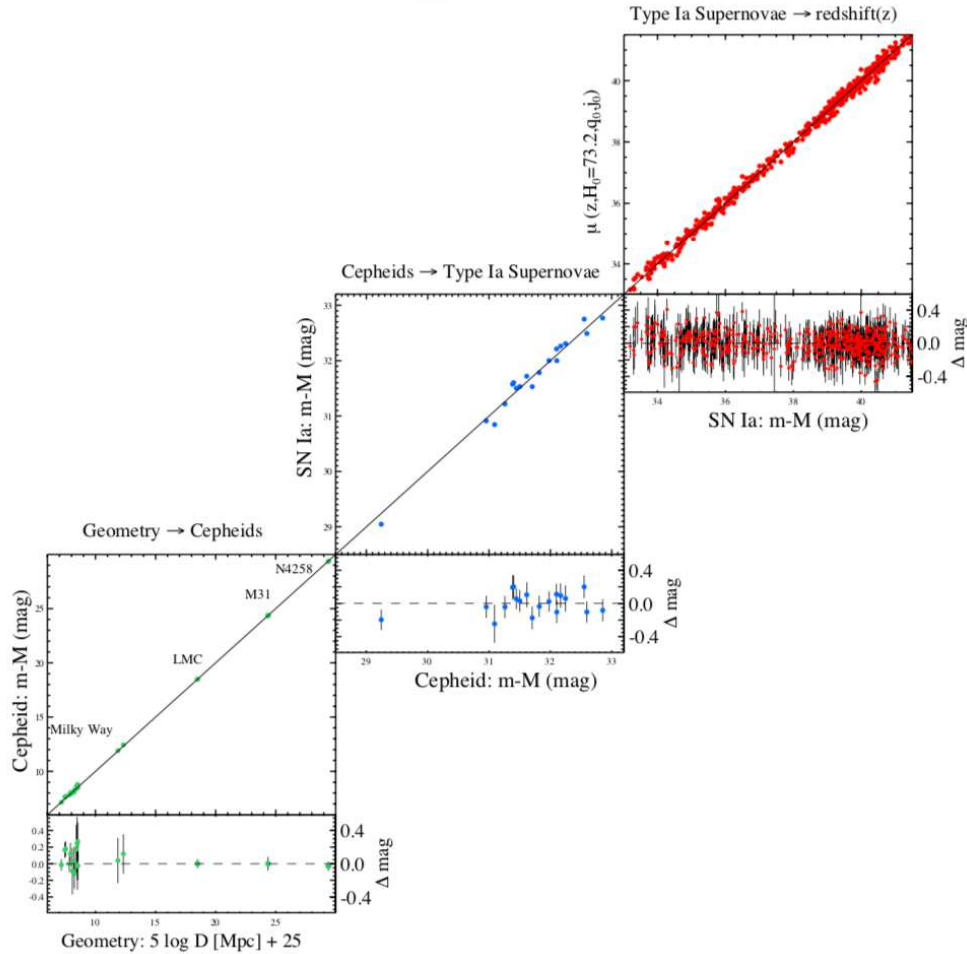 Type Ia Supernovae → redshift(z)
40
38
36
34
μ (z,H₀=73.2,q₀,j₀)
Cepheids → Type Ia Supernovae
33
32
31
30
29
SN Ia: m-M (mag)
0.4
0.0
-0.4
Δ mag
34 36 38 40
SN Ia: m-M (mag)
Geometry → Cepheids
N4258
M31
LMC
Milky Way
25
20
15
10
Cepheid: m-M (mag)
0.4
0.0
-0.4
Δ mag
29 30 31 32 33
Cepheid: m-M (mag)
0.4
0.2
0.0
-0.2
-0.4
0.4
0.0
-0.4
Δ mag
10 15 20 25
Geometry: 5 log D [Mpc] + 25